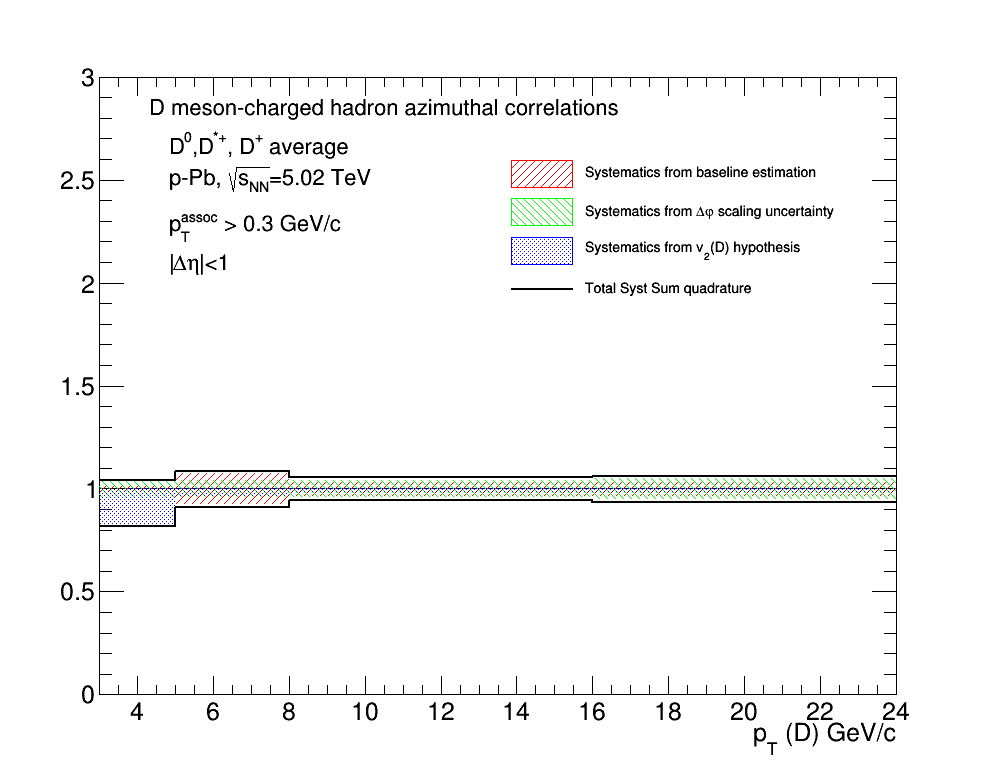 D meson-charged hadron azimuthal correlations
D⁰,D*⁺, D⁺ average
p-Pb, √s_NN=5.02 TeV
p_T^assoc > 0.3 GeV/c
|Δη|<1
Systematics from baseline estimation
Systematics from Δφ scaling uncertainty
Systematics from v₂(D) hypothesis
Total Syst Sum quadrature
3
2.5
2
1.5
1
0.5
0
4 6 8 10 12 14 16 18 20 22 24
p_T (D) GeV/c